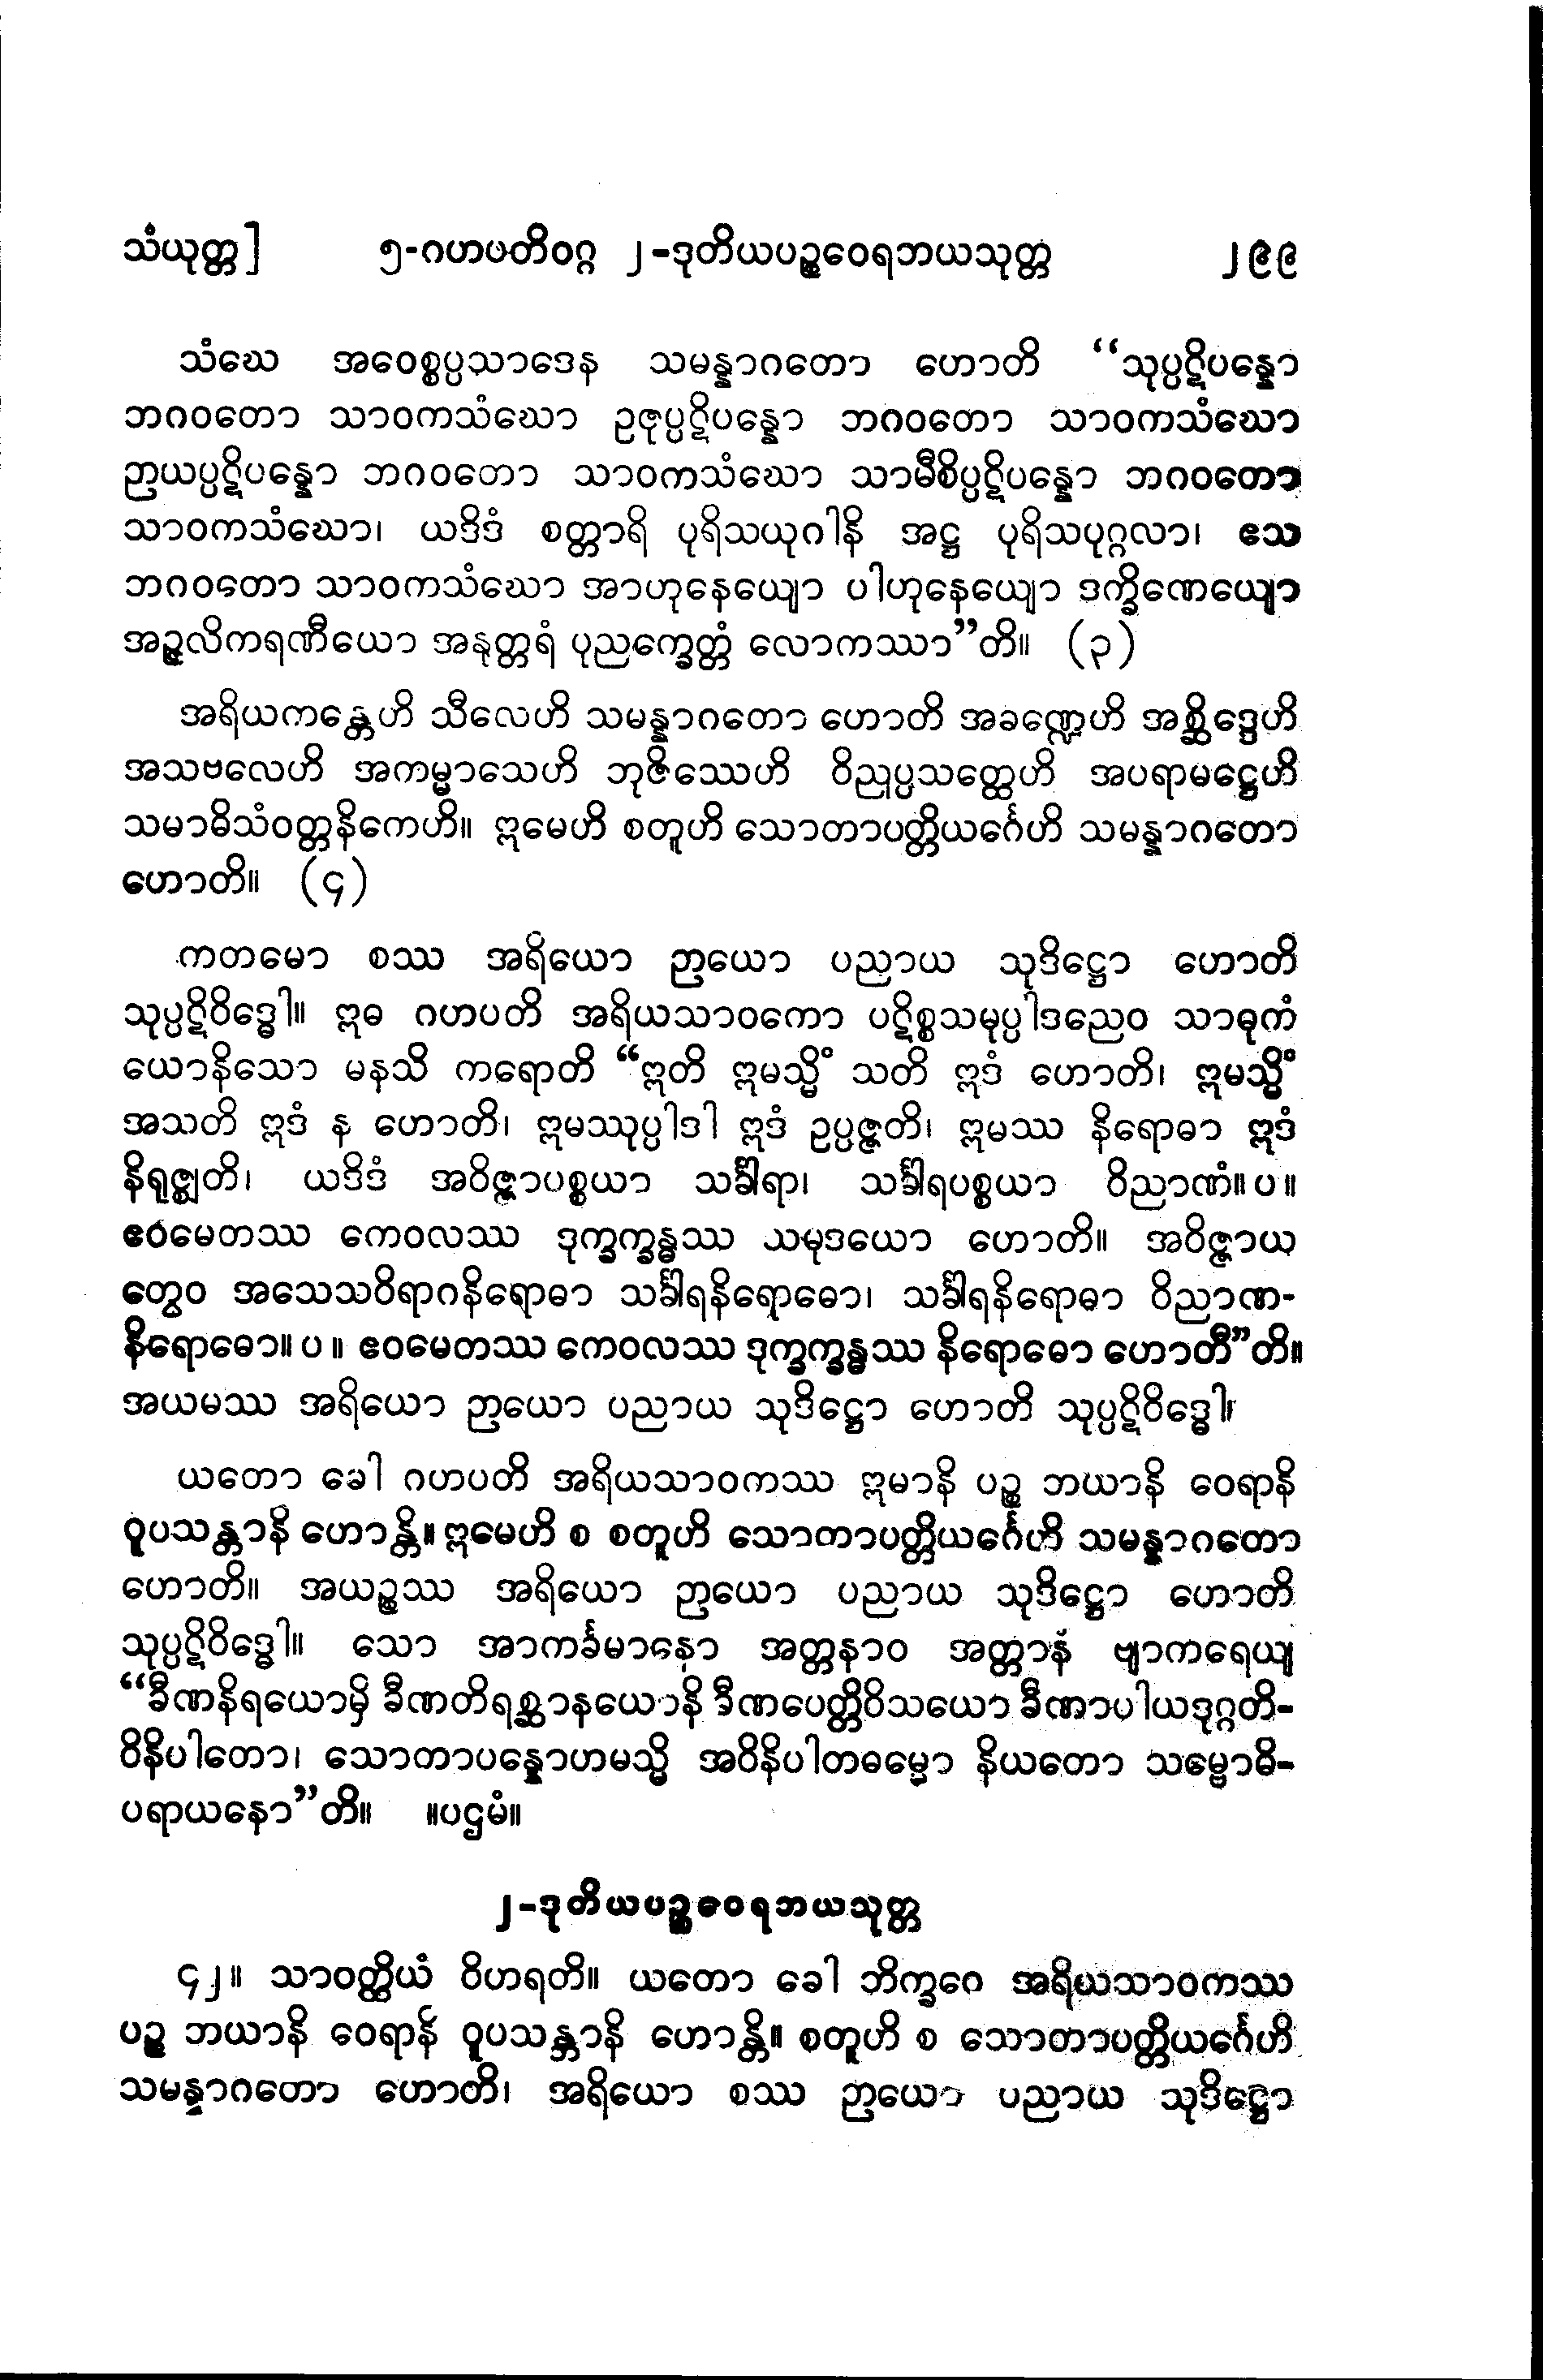 သံယုတ္တ] ၅-ဂဟပတိဝဂ္ဂ ၂-ဒုတိယပဉ္စဝေရဘယသုတ္တ ၂၉၉
သံဃေ အဝေစ္စပ္ပသာဒေန သမန္နာဂတော ဟောတိ “သုပ္ပဋိပန္နော
ဘဂဝတော သာဝကသံဃော ဥဇုပ္ပဋိပန္နော ဘဂဝတော သာဝကသံဃော
ဉာယပ္ပဋိပန္နော ဘဂဝတော သာဝကသံဃော သာမီစိပ္ပဋိပန္နော ဘဂဝတော
သာဝကသံဃော၊ ယဒိဒံ စတ္တာရိ ပုရိသယုဂါနိ အဋ္ဌ ပုရိသပုဂ္ဂလာ၊ ဧသ
ဘဂဝတော သာဝကသံဃော အာဟုနေယျော ပါဟုနေယျော ဒက္ခိဏေယျော
အဉ္ဇလိကရဏီယော အနုတ္တရံ ပုညက္ခေတ္တံ လောကဿာ”တိ။ (၃)
အရိယကန္တေဟိ သီလေဟိ သမန္နာဂတော ဟောတိ အခဏ္ဍေဟိ အစ္ဆိဒ္ဒေဟိ
အသဗလေဟိ အကမ္မာသေဟိ ဘုဇိဿေဟိ ဝိညုပ္ပသတ္ထေဟိ အပရာမဋ္ဌေဟိ
သမာဓိသံဝတ္တနိကေဟိ။ ဣမေဟိ စတူဟိ သောတာပတ္တိယင်္ဂေဟိ သမန္နာဂတော
ဟောတိ။ (၄)
ကတမော စဿ အရိယော ဉာယော ပညာယ သုဒိဋ္ဌော ဟောတိ
သုပ္ပဋိဝိဒ္ဓေါ။ ဣဓ ဂဟပတိ အရိယသာဝကော ပဋိစ္စသမုပ္ပါဒညေဝ သာဓုကံ
ယောနိသော မနသိ ကရောတိ “ဣတိ ဣမသ္မိံ သတိ ဣဒံ ဟောတိ၊ ဣမသ္မိံ
အသတိ ဣဒံ န ဟောတိ၊ ဣမဿုပ္ပါဒါ ဣဒံ ဥပ္ပဇ္ဇတိ၊ ဣမဿ နိရောဓာ ဣဒံ
နိရုဇ္ဈတိ၊ ယဒိဒံ အဝိဇ္ဇာပစ္စယာ သင်္ခါရာ၊ သင်္ခါရပစ္စယာ ဝိညာဏံ။ပ။
ဧဝမေတဿ ကေဝလဿ ဒုက္ခက္ခန္ဓဿ သမုဒယော ဟောတိ။ အဝိဇ္ဇာယ
တွေဝ အသေသဝိရာဂနိရောဓာ သင်္ခါရနိရောဓော၊ သင်္ခါရနိရောဓာ ဝိညာဏ-
နိရောဓော။ ပ ။ ဧဝမေတဿ ကေဝလဿ ဒုက္ခက္ခန္ဓဿ နိရောဓော ဟောတီ”တိ။
အယမဿ အရိယော ဉာယော ပညာယ သုဒိဋ္ဌော ဟောတိ သုပ္ပဋိဝိဒ္ဓေါ။
ယတော ခေါ ဂဟပတိ အရိယသာဝကဿ ဣမာနိ ပဉ္စ ဘယာနိ ဝေရာနိ
ဝူပသန္တာနိ ဟောန္တိ။ ဣမေဟိ စ စတူဟိ သောတာပတ္တိယင်္ဂေဟိ သမန္နာဂတော
ဟောတိ။ အယဉ္စဿ အရိယော ဉာယော ပညာယ သုဒိဋ္ဌော ဟောတိ
သုပ္ပဋိဝိဒ္ဓေါ။ သော အာကင်္ခမာနော အတ္တနာဝ အတ္တာနံ ဗျာကရေယျ
“ခီဏနိရယောမှိ ခီဏတိရစ္ဆာနယောနိ ခီဏပေတ္တိဝိသယော ခီဏာပါယဒုဂ္ဂတိ-
ဝိနိပါတော၊ သောတာပန္နောဟမသ္မိ အဝိနိပါတဓမ္မော နိယတော သမ္ဗောဓိ-
ပရာယနော”တိ။ ။ပဌမံ။
၂-ဒုတိယပဉ္စဝေရဘယသုတ္တ
၄၂။ သာဝတ္ထိယံ ဝိဟရတိ။ ယတော ခေါ ဘိက္ခဝေ အရိယသာဝကဿ
ပဉ္စ ဘယာနိ ဝေရာနိ ဝူပသန္တာနိ ဟောန္တိ။ စတူဟိ စ သောတာပတ္တိယင်္ဂေဟိ
သမန္နာဂတော ဟောတိ၊ အရိယော စဿ ဉာယော ပညာယ သုဒိဋ္ဌော